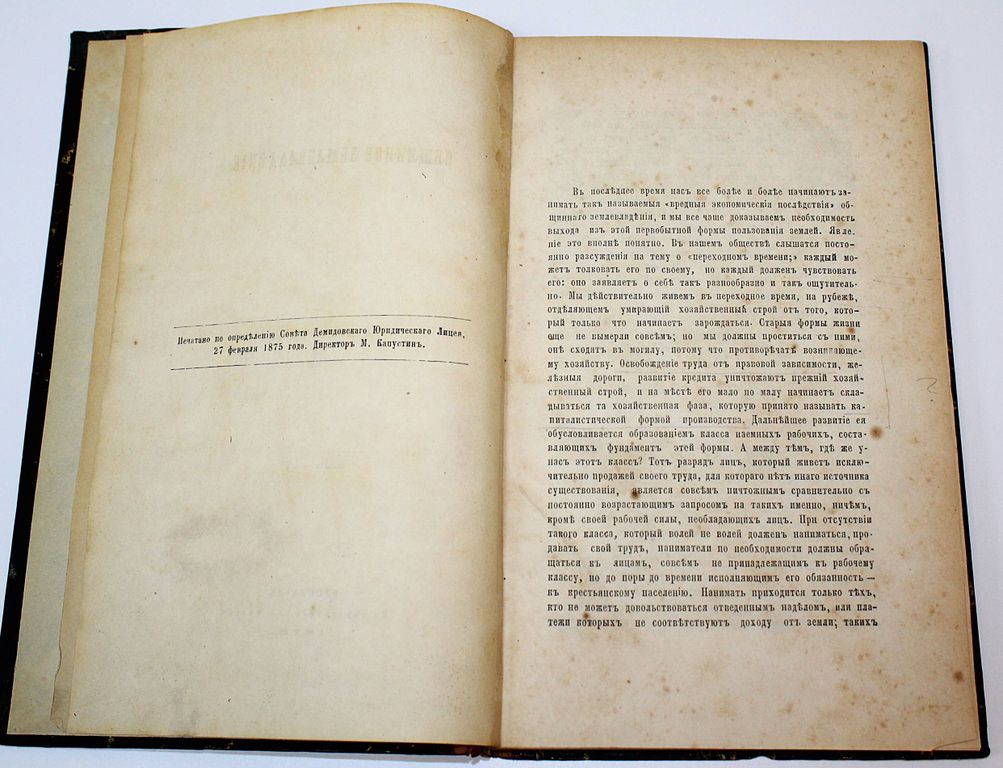 Печатано по опредѣленію Совѣта Демидовскаго Юридическаго Лицея,
27 февраля 1875 года. Директоръ М. Капустинъ.
Въ послѣднее время насъ все болѣе и болѣе начинаютъ за-
нимать такъ называемыя «вредныя экономическія послѣдствія» об-
щиннаго землевладѣнія, и мы все чаще доказываемъ необходимость
выхода изъ этой первобытной формы пользованія землей. Явле-
ніе это вполнѣ понятно. Въ нашемъ обществѣ слышатся посто-
янно разсужденія на тему о «переходномъ времени;» каждый мо-
жетъ толковать его по своему, но каждый долженъ чувствовать
его: оно заявляетъ о себѣ такъ разнообразно и такъ ощутитель-
но. Мы дѣйствительно живемъ въ переходное время, на рубежѣ,
отдѣляющемъ умирающій хозяйственный строй отъ того, кото-
рый только что начинаетъ зарождаться. Старыя формы жизни
еще не вымерли совсѣмъ; но мы должны проститься съ ними,
онѣ сходятъ въ могилу, потому что противорѣчатъ возникающе-
му хозяйству. Освобожденіе труда отъ правовой зависимости, же-
лѣзныя дороги, развитіе кредита уничтожаютъ прежній хозяй-
ственный строй, и на мѣстѣ его мало по малу начинаетъ скла-
дываться та хозяйственная фаза, которую принято называть ка-
питалистической формой производства. Дальнѣйшее развитіе ея
обусловливается образованіемъ класса наемныхъ рабочихъ, соста-
вляющихъ фундаментъ этой формы. А между тѣмъ, гдѣ же у-
насъ этотъ классъ? Тотъ разрядъ лицъ, который живетъ исклю-
чительно продажей своего труда, для котораго нѣтъ инаго источника
существованія, является совсѣмъ ничтожнымъ сравнительно съ
постоянно возрастающимъ запросомъ на такихъ именно, ничѣмъ,
кромѣ своей рабочей силы, необладающихъ лицъ. При отсутствіи
такого класса, который волей не волей долженъ наниматься, про-
давать свой трудъ, наниматели по необходимости должны обра-
щаться къ лицамъ, совсѣмъ не принадлежащимъ къ рабочему
классу, но до поры до времени исполняющимъ его обязанность —
къ крестьянскому населенію. Нанимать приходится только тѣхъ,
кто не можетъ довольствоваться отведеннымъ надѣломъ, или пла-
тежи которыхъ не соотвѣтствуютъ доходу отъ земли; такихъ